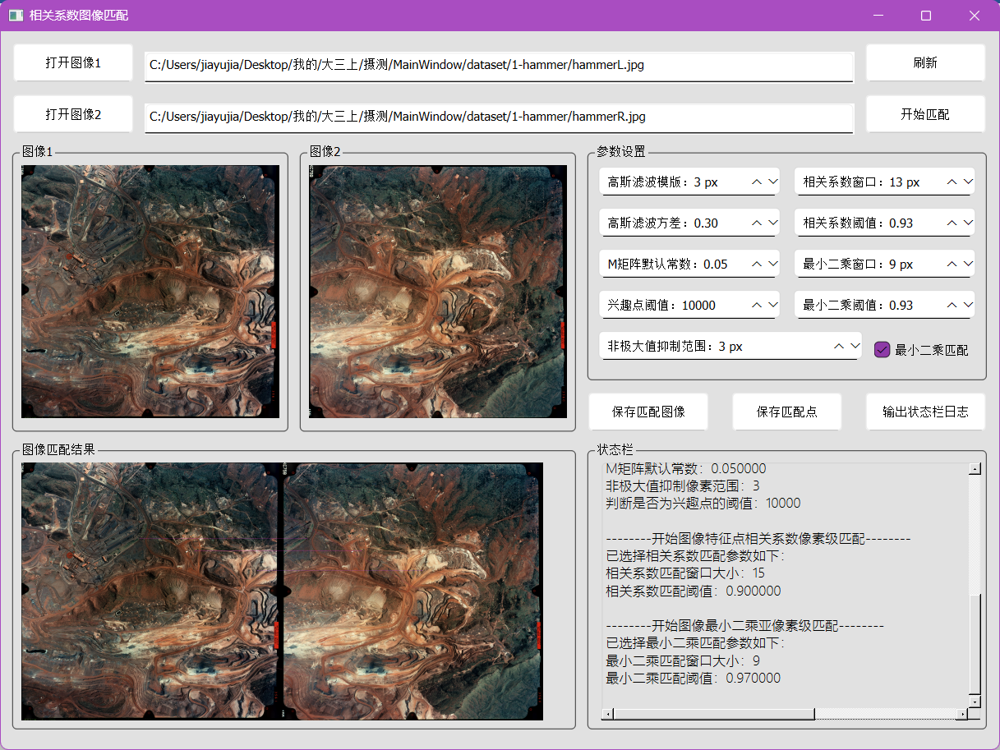 相关系数图像匹配
打开图像1
C:/Users/jiayujia/Desktop/我的/大三上/摄测/MainWindow/dataset/1-hammer/hammerL.jpg
刷新
打开图像2
C:/Users/jiayujia/Desktop/我的/大三上/摄测/MainWindow/dataset/1-hammer/hammerR.jpg
开始匹配
图像1
图像2
参数设置
高斯滤波模版：3 px
相关系数窗口：13 px
高斯滤波方差：0.30
相关系数阈值：0.93
M矩阵默认常数：0.05
最小二乘窗口：9 px
兴趣点阈值：10000
最小二乘阈值：0.93
非极大值抑制范围：3 px
最小二乘匹配
保存匹配图像
保存匹配点
输出状态栏日志
图像匹配结果
状态栏
M矩阵默认常数：0.050000
非极大值抑制像素范围：3
判断是否为兴趣点的阈值：10000
--------开始图像特征点相关系数像素级匹配--------
已选择相关系数匹配参数如下：
相关系数匹配窗口大小：15
相关系数匹配阈值：0.900000
--------开始图像最小二乘亚像素级匹配--------
已选择最小二乘匹配参数如下：
最小二乘匹配窗口大小：9
最小二乘匹配阈值：0.970000